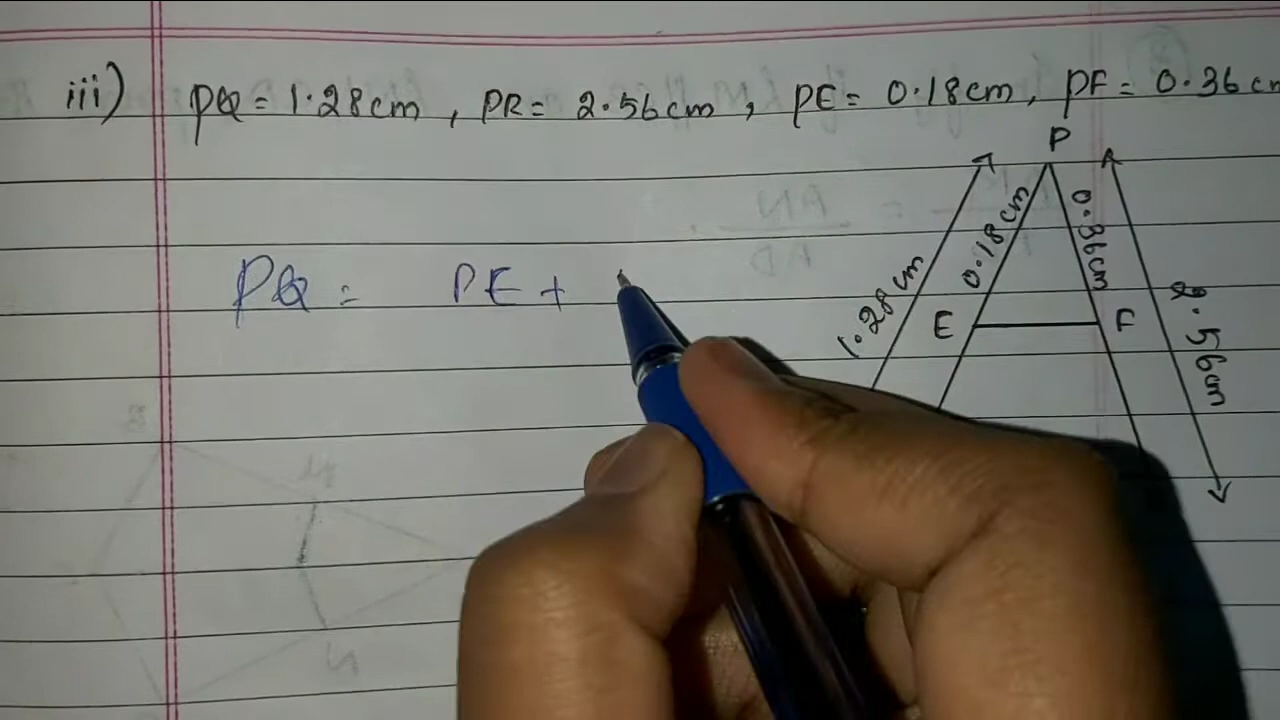 iii) PQ = 1.28cm, PR = 2.56cm, PE = 0.18cm, PF = 0.36cm
P
0.18cm
0.36cm
PQ = PE +
1.28cm
E
F
2.56cm